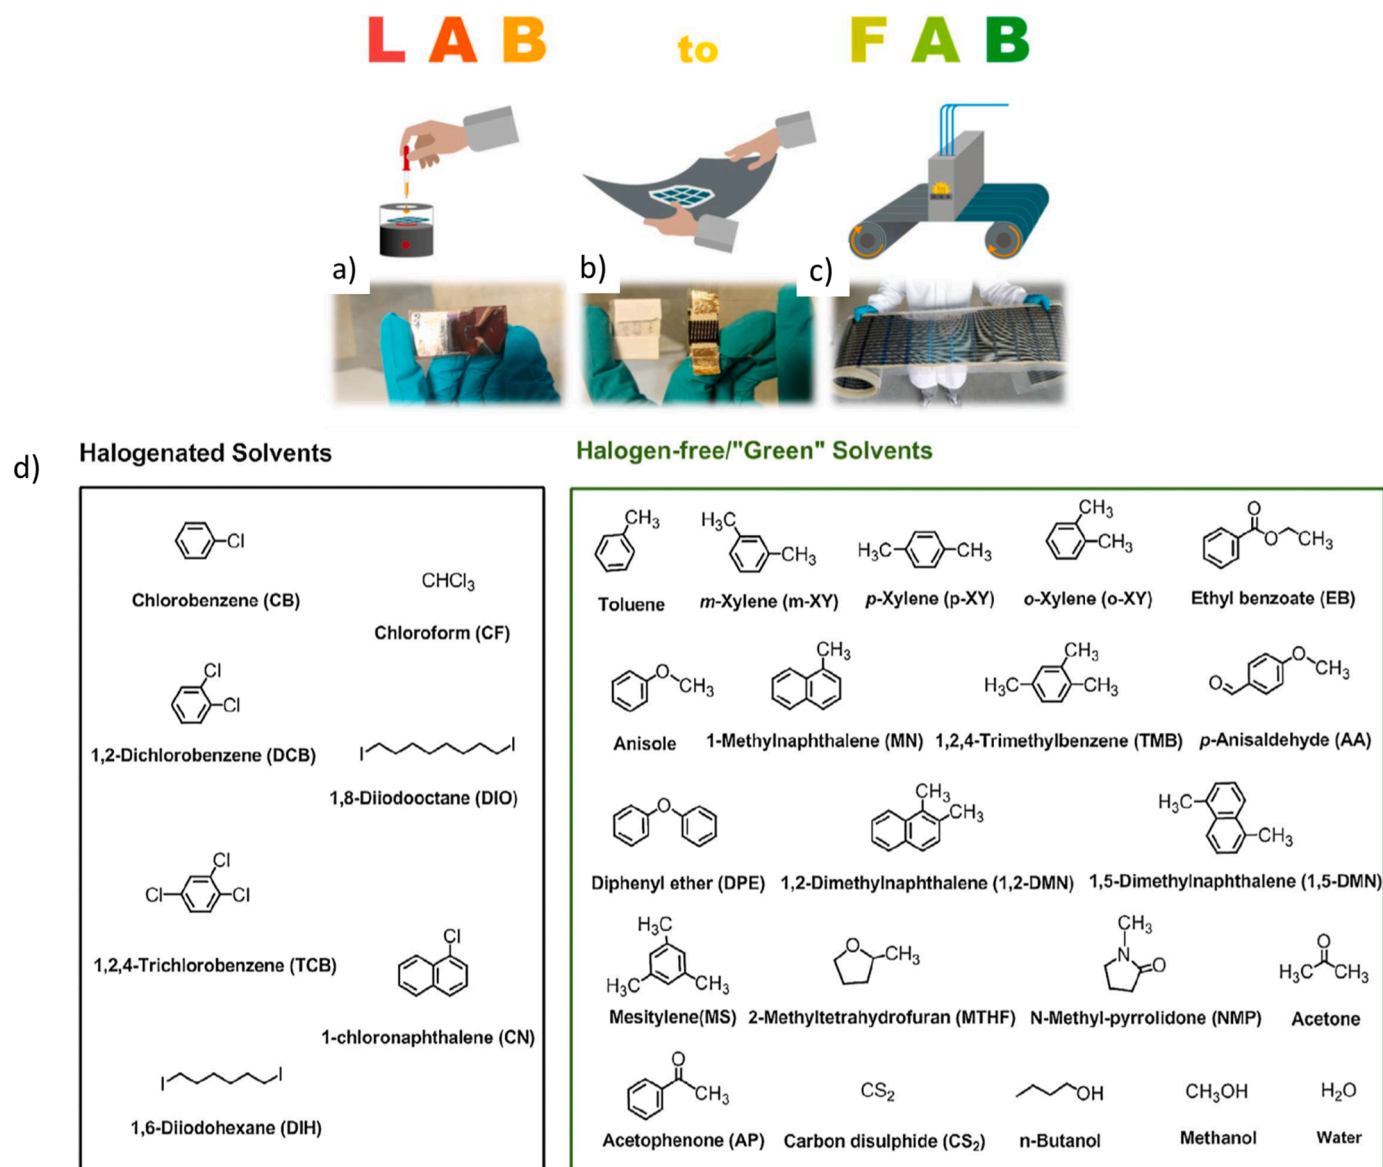 LAB to FAB
a)
b)
c)
d)
Halogenated Solvents
Halogen-free/"Green" Solvents
Cl
Chlorobenzene (CB)
CHCl3
Chloroform (CF)
Cl
Cl
1,2-Dichlorobenzene (DCB)
I
I
1,8-Diiodooctane (DIO)
Cl
Cl
Cl
1,2,4-Trichlorobenzene (TCB)
Cl
1-chloronaphthalene (CN)
I
I
1,6-Diiodohexane (DIH)
CH3
Toluene
H3C
CH3
m-Xylene (m-XY)
H3C
CH3
p-Xylene (p-XY)
CH3
CH3
o-Xylene (o-XY)
O
O
CH3
Ethyl benzoate (EB)
O
CH3
Anisole
CH3
1-Methylnaphthalene (MN)
CH3
H3C
CH3
1,2,4-Trimethylbenzene (TMB)
O
O
CH3
p-Anisaldehyde (AA)
O
Diphenyl ether (DPE)
CH3
CH3
1,2-Dimethylnaphthalene (1,2-DMN)
H3C
CH3
1,5-Dimethylnaphthalene (1,5-DMN)
H3C
H3C
CH3
Mesitylene(MS)
O
CH3
2-Methyltetrahydrofuran (MTHF)
CH3
N
O
N-Methyl-pyrrolidone (NMP)
O
H3C
CH3
Acetone
O
CH3
Acetophenone (AP)
CS2
Carbon disulphide (CS2)
OH
n-Butanol
CH3OH
Methanol
H2O
Water